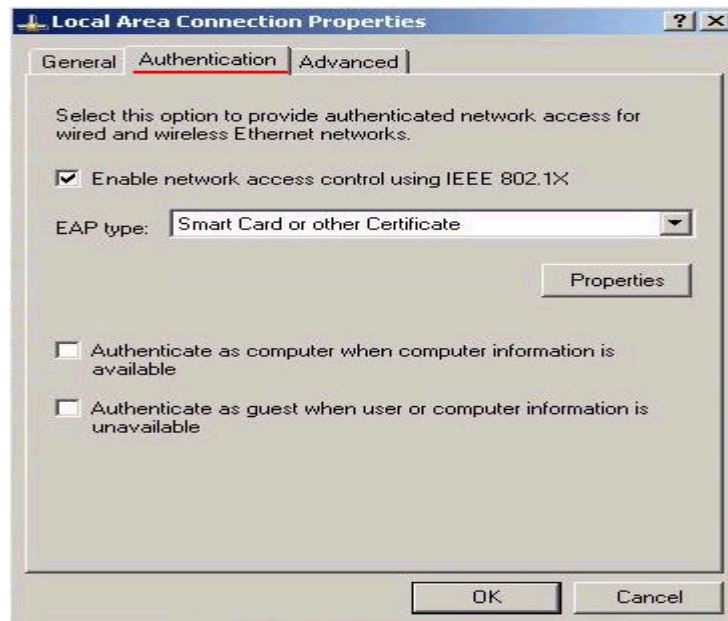 Local Area Connection Properties
General Authentication Advanced
Select this option to provide authenticated network access for
wired and wireless Ethernet networks.
Enable network access control using IEEE 802.1X
EAP type: Smart Card or other Certificate
Properties
Authenticate as computer when computer information is
available
Authenticate as guest when user or computer information is
unavailable
OK Cancel